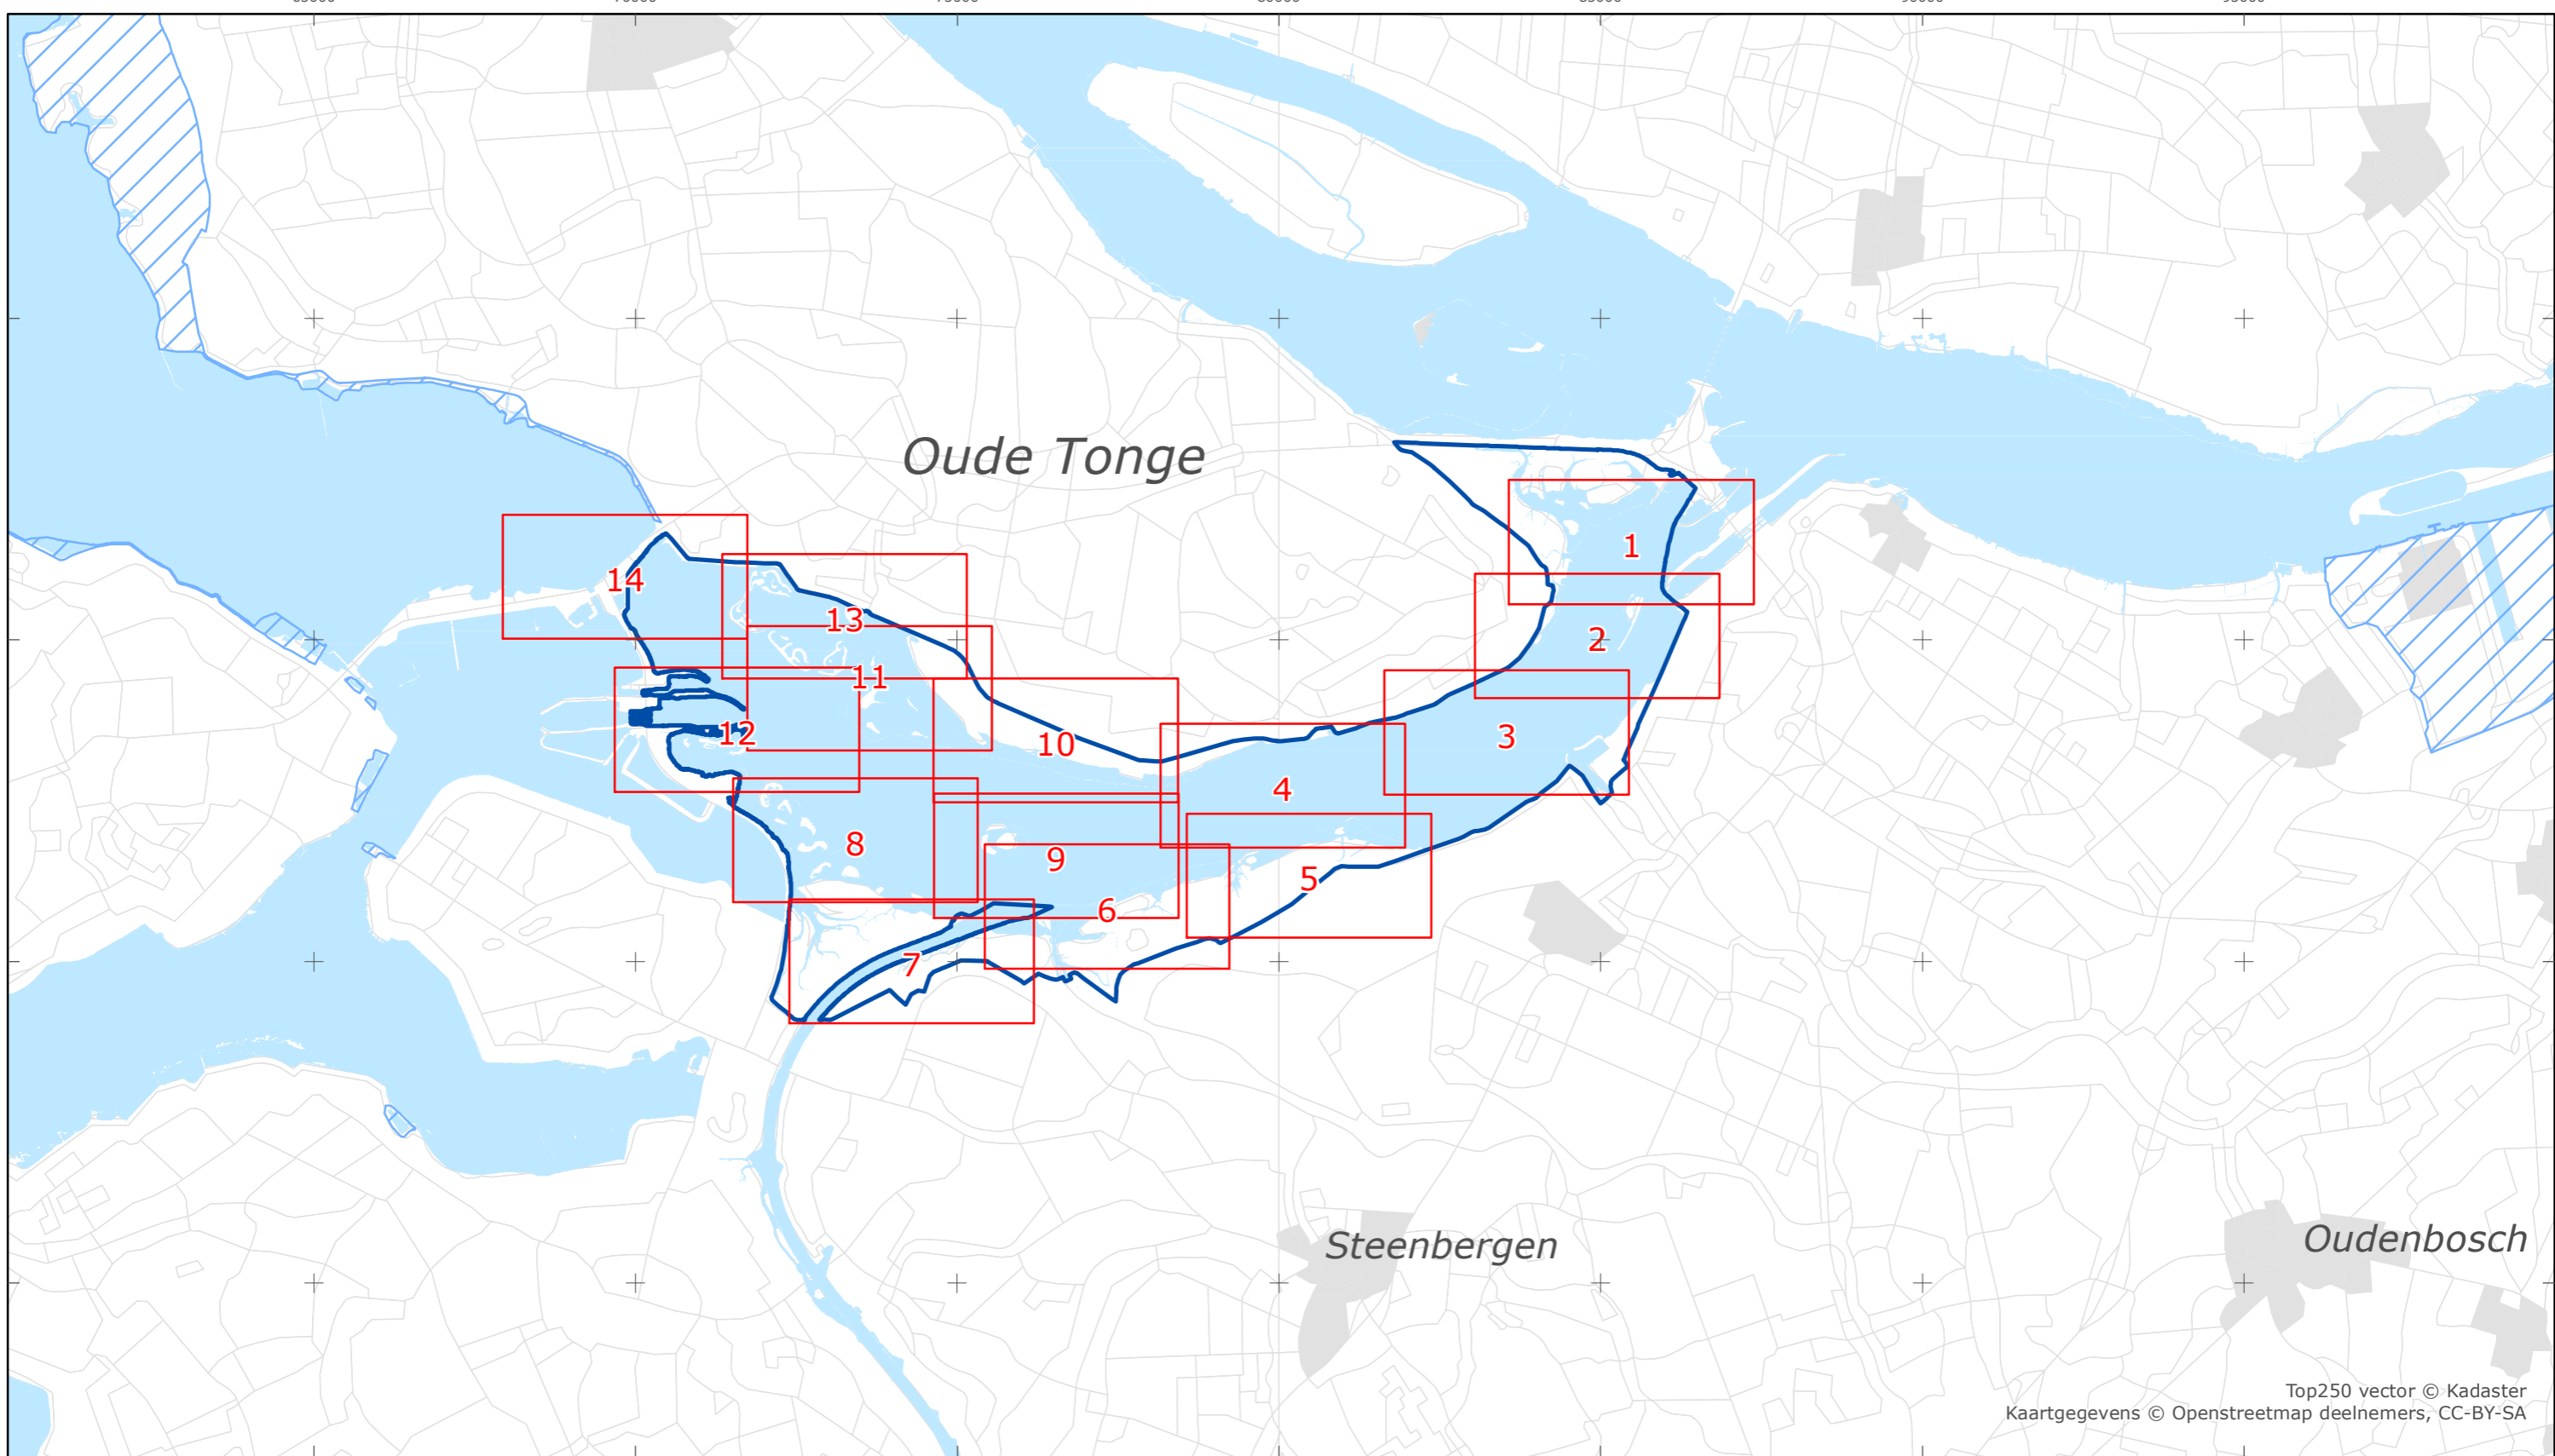 Oude Tonge
1
14
13
2
11
12
3
10
4
8
9
5
6
7
Steenbergen
Oudenbosch
Top250 vector © Kadaster
Kaartgegevens © Openstreetmap deelnemers, CC-BY-SA